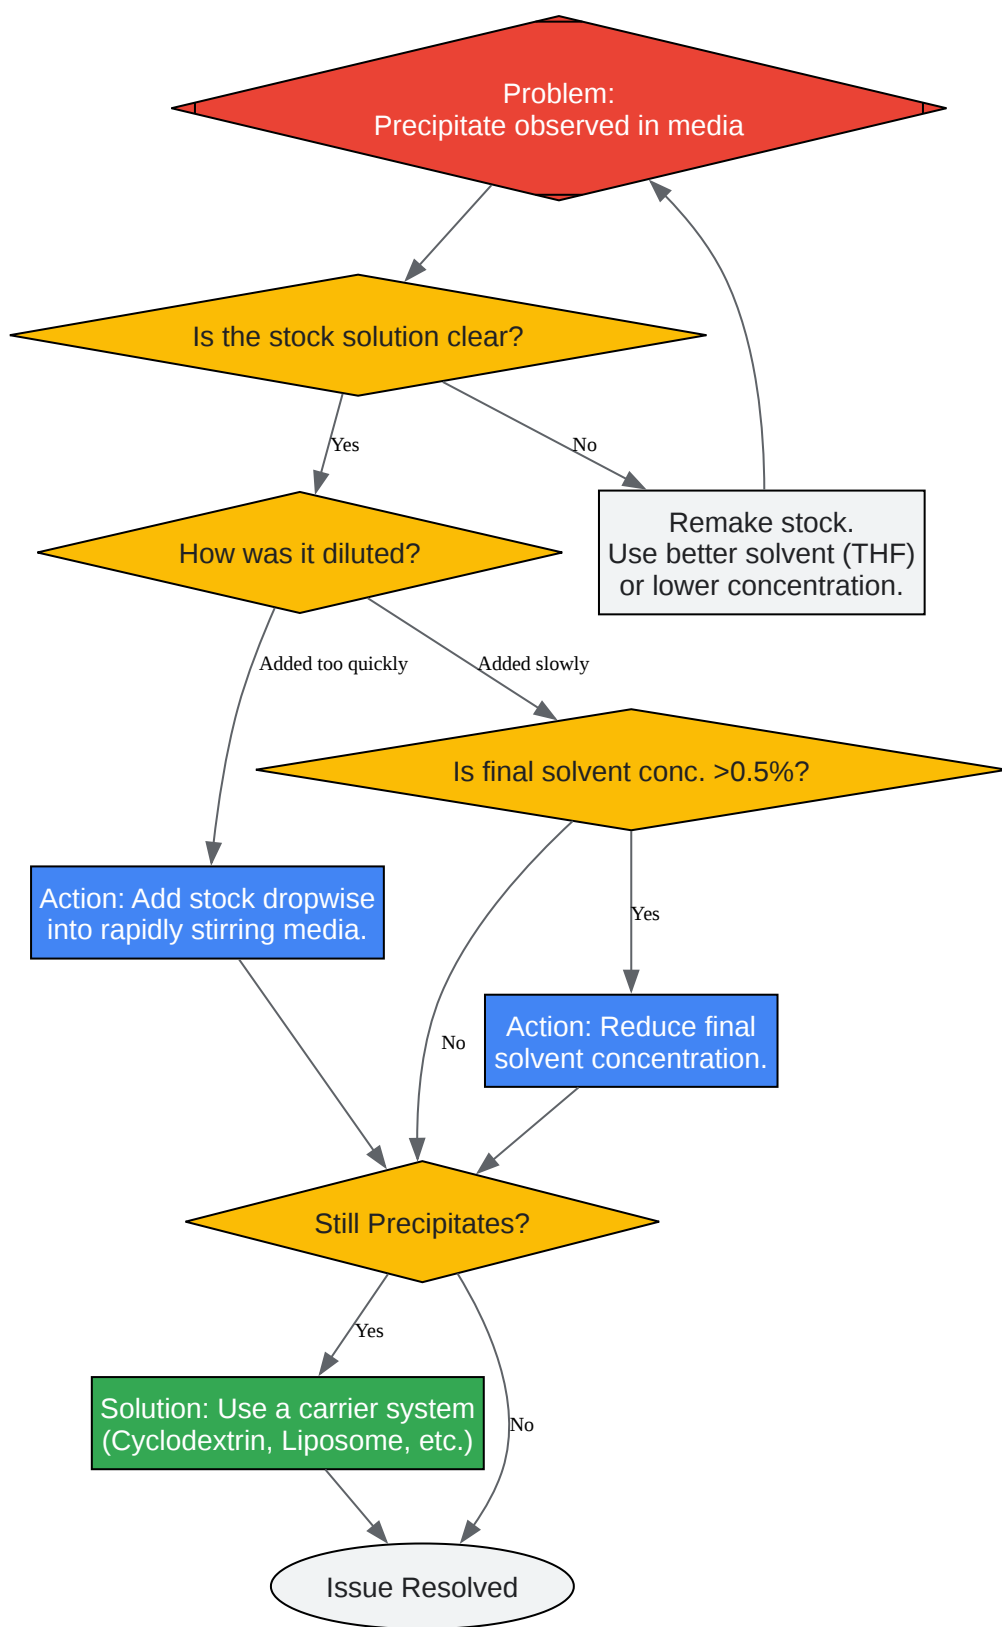 Problem:
Precipitate observed in media
Is the stock solution clear?
Yes
No
Remake stock.
Use better solvent (THF)
or lower concentration.
How was it diluted?
Added too quickly
Added slowly
Is final solvent conc. >0.5%?
Action: Add stock dropwise
into rapidly stirring media.
Yes
No
Action: Reduce final
solvent concentration.
Still Precipitates?
Yes
Solution: Use a carrier system
(Cyclodextrin, Liposome, etc.)
No
Issue Resolved